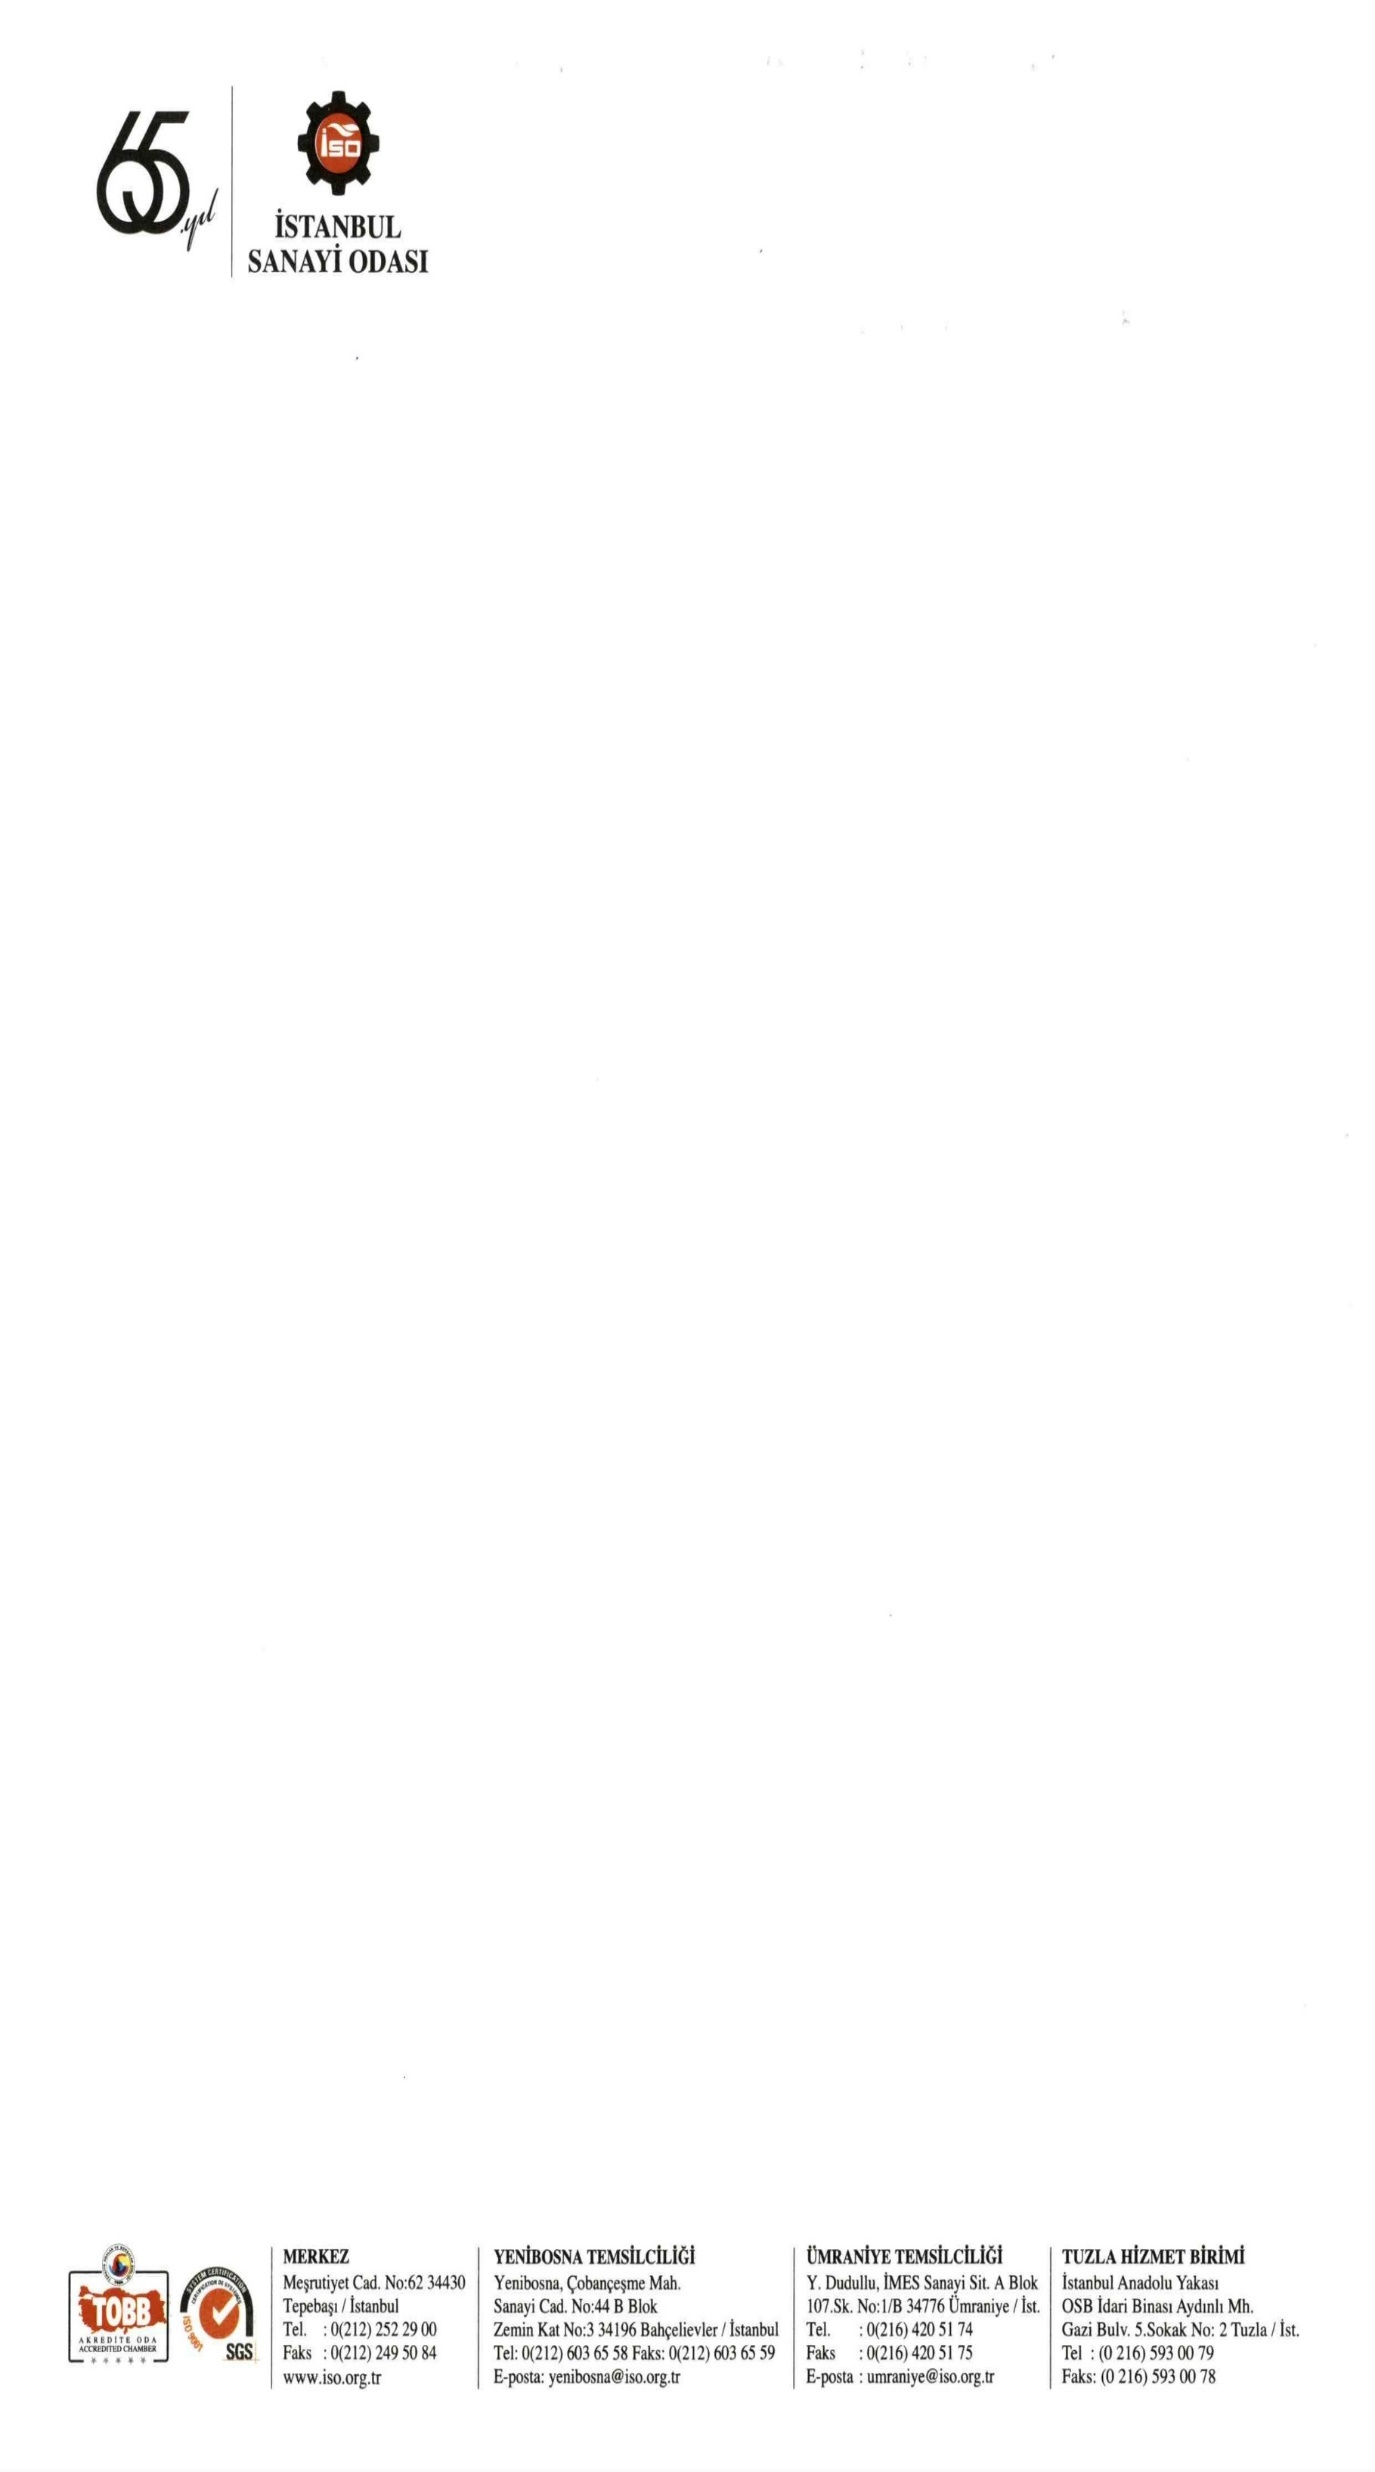 65.yıl
İSO
İSTANBUL
SANAYİ ODASI
TOBB
AKREDİTE ODA
ACCREDITED CHAMBER
SYSTEM CERTIFICATION
ISO 9001
SGS
MERKEZ
Meşrutiyet Cad. No:62 34430
Tepebaşı / İstanbul
Tel. : 0(212) 252 29 00
Faks : 0(212) 249 50 84
www.iso.org.tr
YENİBOSNA TEMSİLCİLİĞİ
Yenibosna, Çobançeşme Mah.
Sanayi Cad. No:44 B Blok
Zemin Kat No:3 34196 Bahçelievler / İstanbul
Tel: 0(212) 603 65 58 Faks: 0(212) 603 65 59
E-posta: yenibosna@iso.org.tr
ÜMRANİYE TEMSİLCİLİĞİ
Y. Dudullu, İMES Sanayi Sit. A Blok
107.Sk. No:1/B 34776 Ümraniye / İst.
Tel. : 0(216) 420 51 74
Faks : 0(216) 420 51 75
E-posta : umraniye@iso.org.tr
TUZLA HİZMET BİRİMİ
İstanbul Anadolu Yakası
OSB İdari Binası Aydınlı Mh.
Gazi Bulv. 5.Sokak No: 2 Tuzla / İst.
Tel : (0 216) 593 00 79
Faks: (0 216) 593 00 78